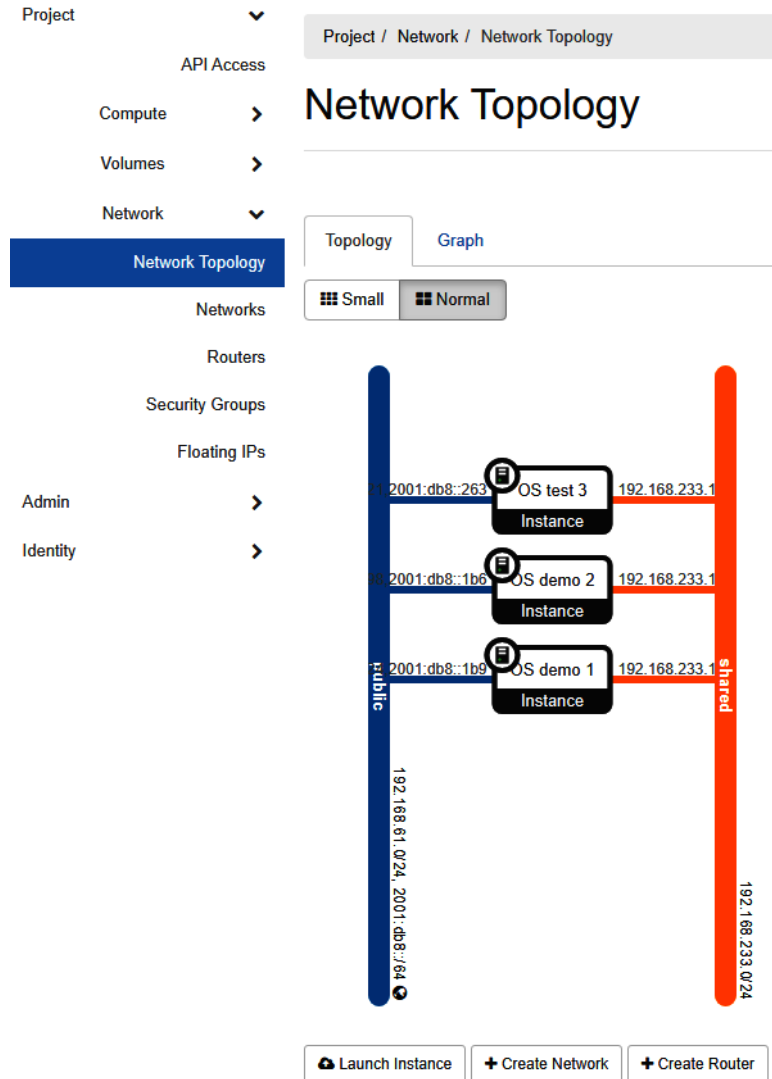 Project
API Access
Compute
Volumes
Network
Network Topology
Networks
Routers
Security Groups
Floating IPs
Admin
Identity
Project / Network / Network Topology
Network Topology
Topology Graph
Small Normal
2001:db8::263 OS test 3 192.168.233.1
Instance
2001:db8::1b6 OS demo 2 192.168.233.1
Instance
2001:db8::1b9 OS demo 1 192.168.233.1
Instance
public
192.168.61.0/24, 2001:db8::/64
shared
192.168.233.0/24
Launch Instance + Create Network + Create Router